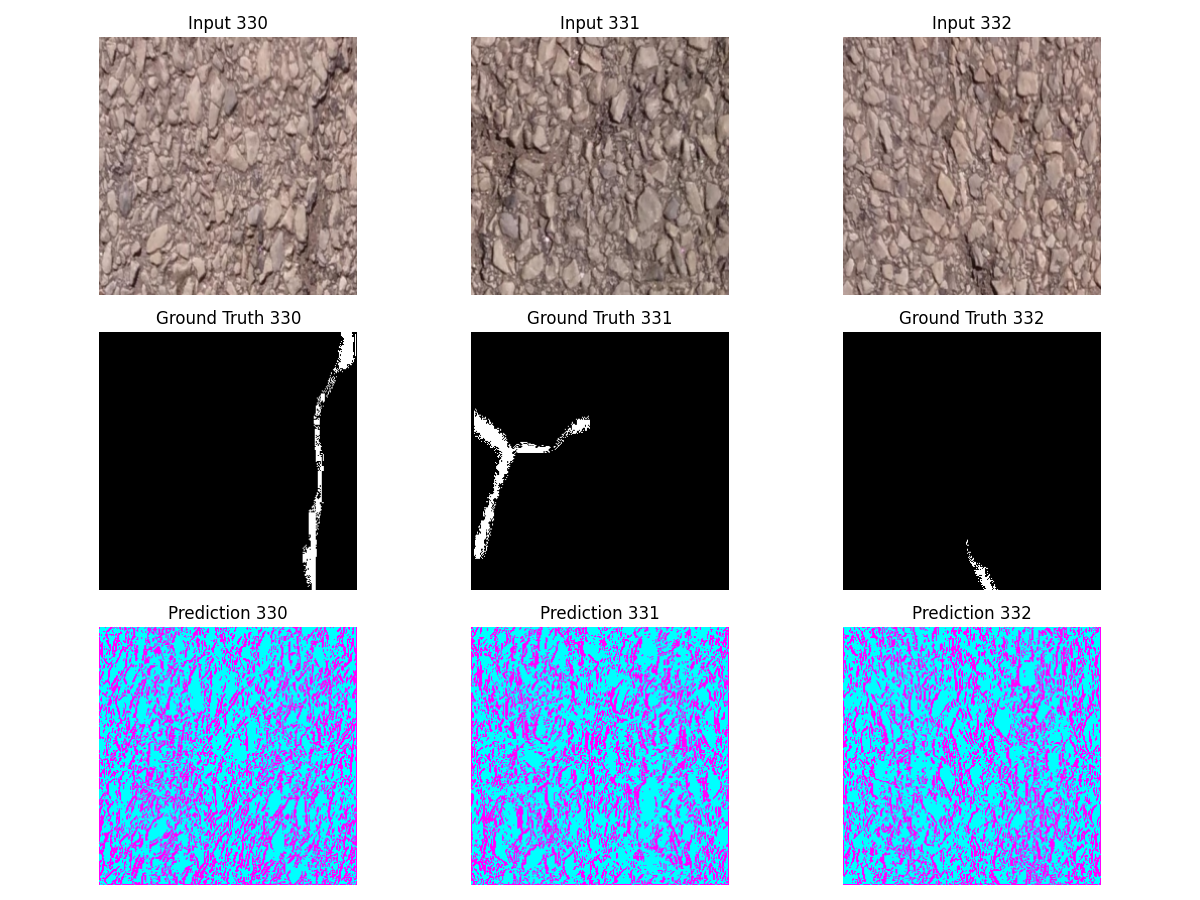 Input 330
Input 331
Input 332
Ground Truth 330
Ground Truth 331
Ground Truth 332
Prediction 330
Prediction 331
Prediction 332